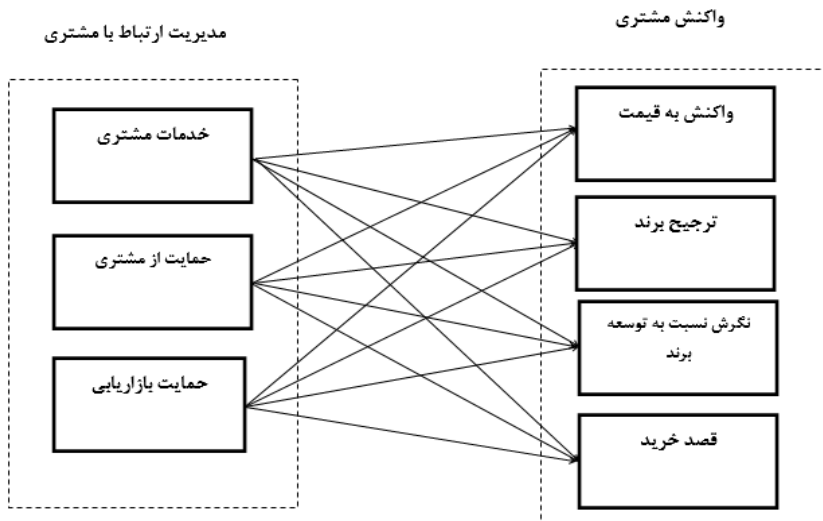 واکنش مشتری
مدیریت ارتباط با مشتری
خدمات مشتری
حمایت از مشتری
حمایت بازاریابی
واکنش به قیمت
ترجیح برند
نگرش نسبت به توسعه
برند
قصد خرید